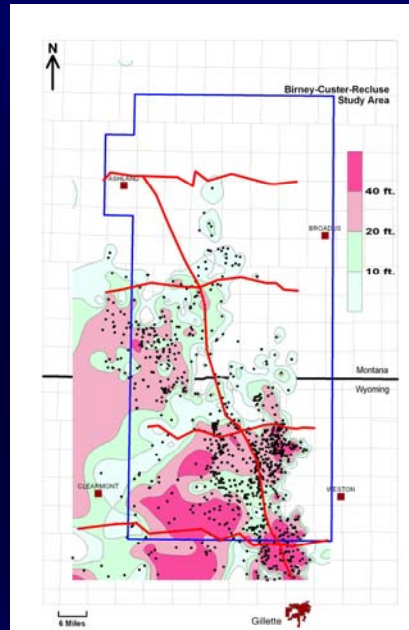 N
Birney-Custer-Recluse
Study Area
ASHLAND
40 ft.
20 ft.
BROADUS
10 ft.
Montana
Wyoming
CLEARMONT
WESTON
6 Miles
Gillette